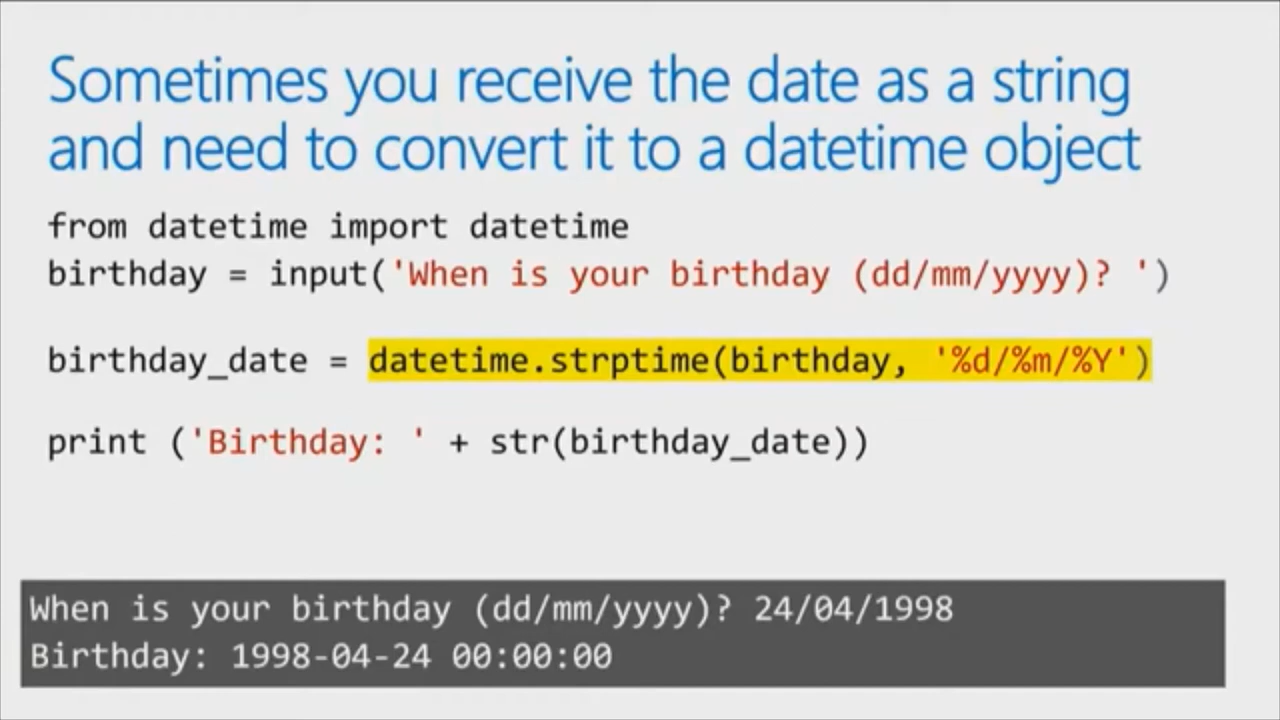 Sometimes you receive the date as a string
and need to convert it to a datetime object
from datetime import datetime
birthday = input('When is your birthday (dd/mm/yyyy)? ')
birthday_date = datetime.strptime(birthday, '%d/%m/%Y')
print ('Birthday: ' + str(birthday_date))
When is your birthday (dd/mm/yyyy)? 24/04/1998
Birthday: 1998-04-24 00:00:00